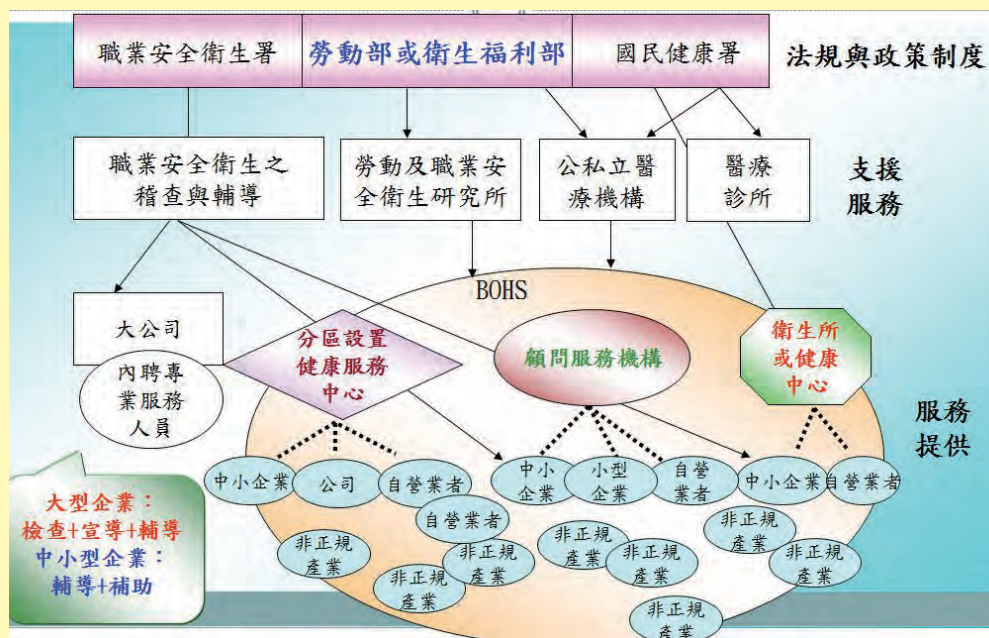 職業安全衛生署
勞動部或衛生福利部
國民健康署
法規與政策制度
職業安全衛生之
稽查與輔導
勞動及職業安
全衛生研究所
公私立醫
療機構
醫療
診所
支援
服務
BOHS
大公司
內聘專
業服務
人員
分區設置
健康服務
中心
顧問服務機構
衛生所
或健康
中心
服務
提供
中小企業
公司
自營業者
自營業者
中小
企業
小型
企業
自營
業者
中小企業
自營業者
大型企業：
檢查+宣導+輔導
中小型企業：
輔導+補助
非正規
產業
非正規
產業
非正規
產業
非正規
產業
非正規
產業
非正規
產業
非正規
產業
非正規
產業